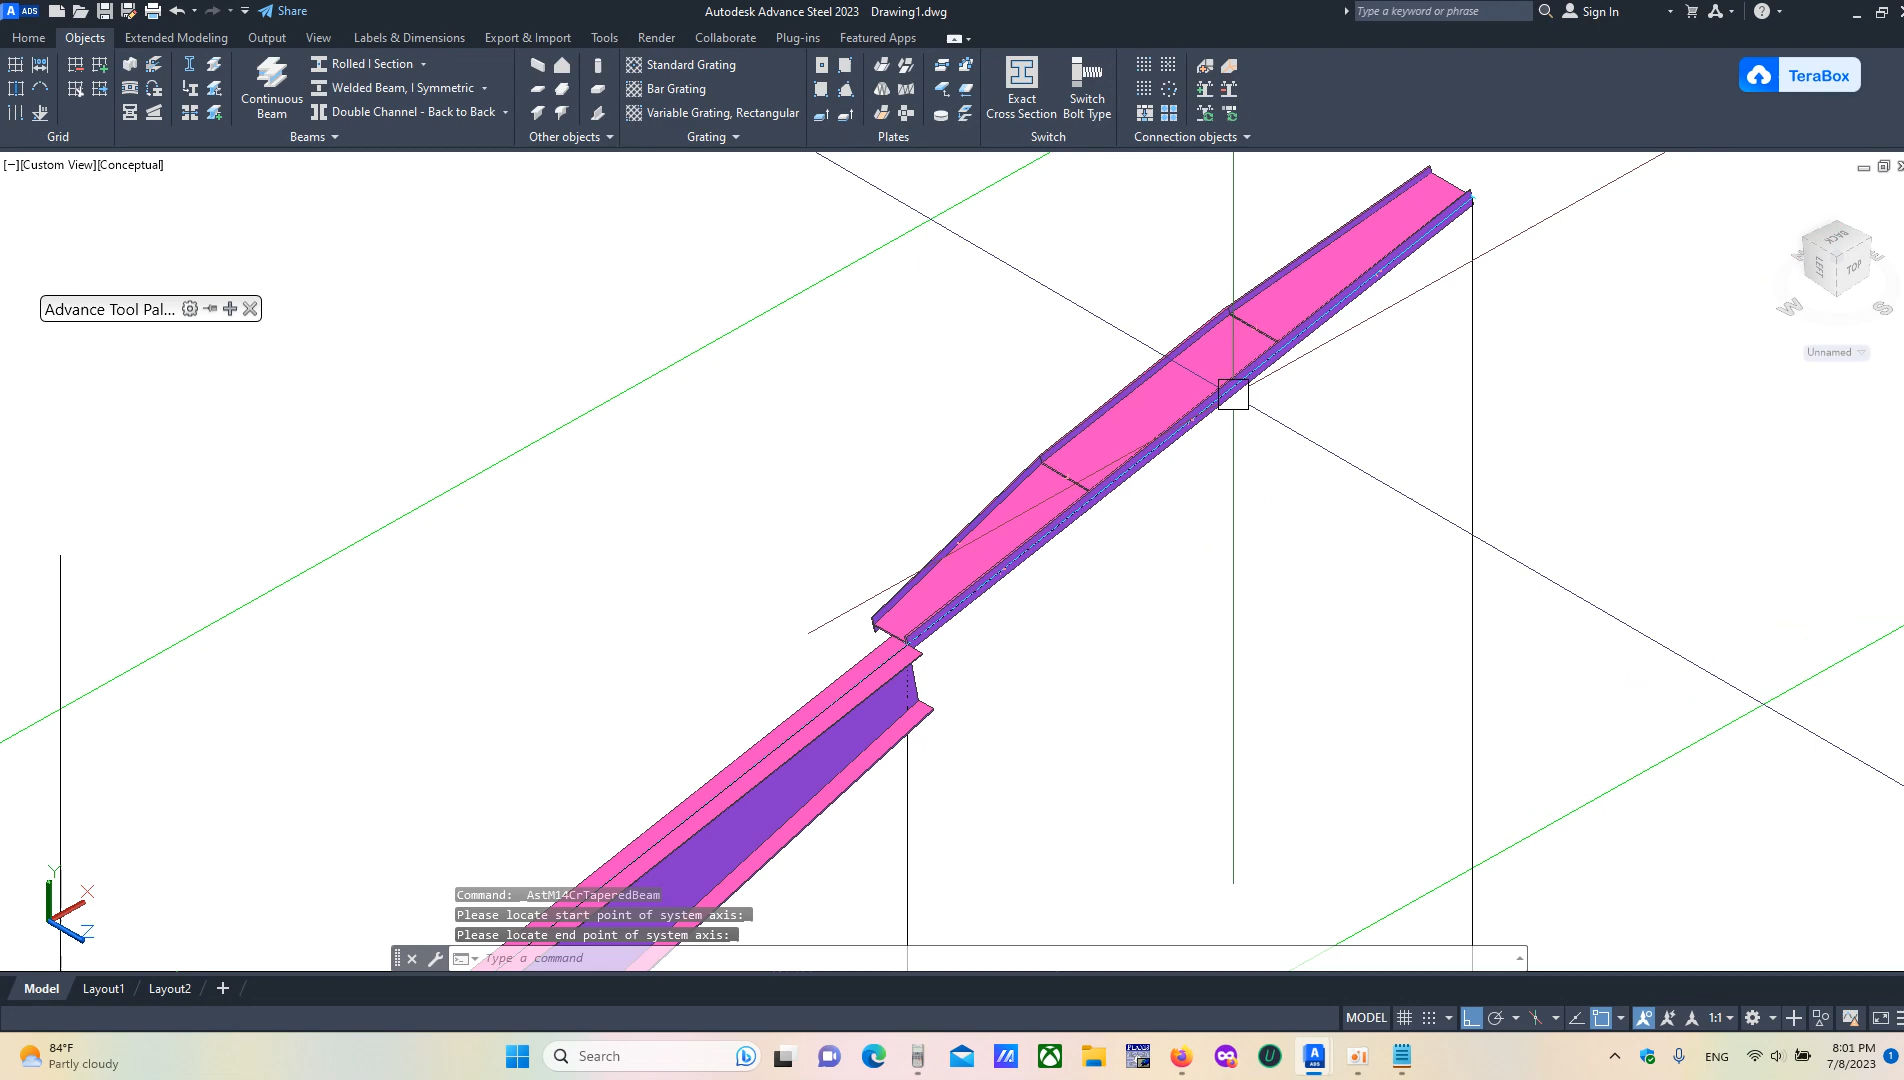 A ADS
Share
Autodesk Advance Steel 2023 Drawing1.dwg
Type a keyword or phrase
Sign In
Home Objects Extended Modeling Output View Labels & Dimensions Export & Import Tools Render Collaborate Plug-ins Featured Apps
Continuous Beam
Rolled I Section
Welded Beam, I Symmetric
Double Channel - Back to Back
Standard Grating
Bar Grating
Variable Grating, Rectangular
Exact Cross Section
Switch Bolt Type
TeraBox
Grid Beams Other objects Grating Plates Switch Connection objects
[−][Custom View][Conceptual]
BACK
TOP
W S
Unnamed
Advance Tool Pal...
Y X
Z
Command: _AstM14CrTaperedBeam
Please locate start point of system axis:
Please locate end point of system axis:
Type a command
Model Layout1 Layout2 +
MODEL 1:1
84°F
Partly cloudy
Search
ENG
8:01 PM
7/8/2023
1